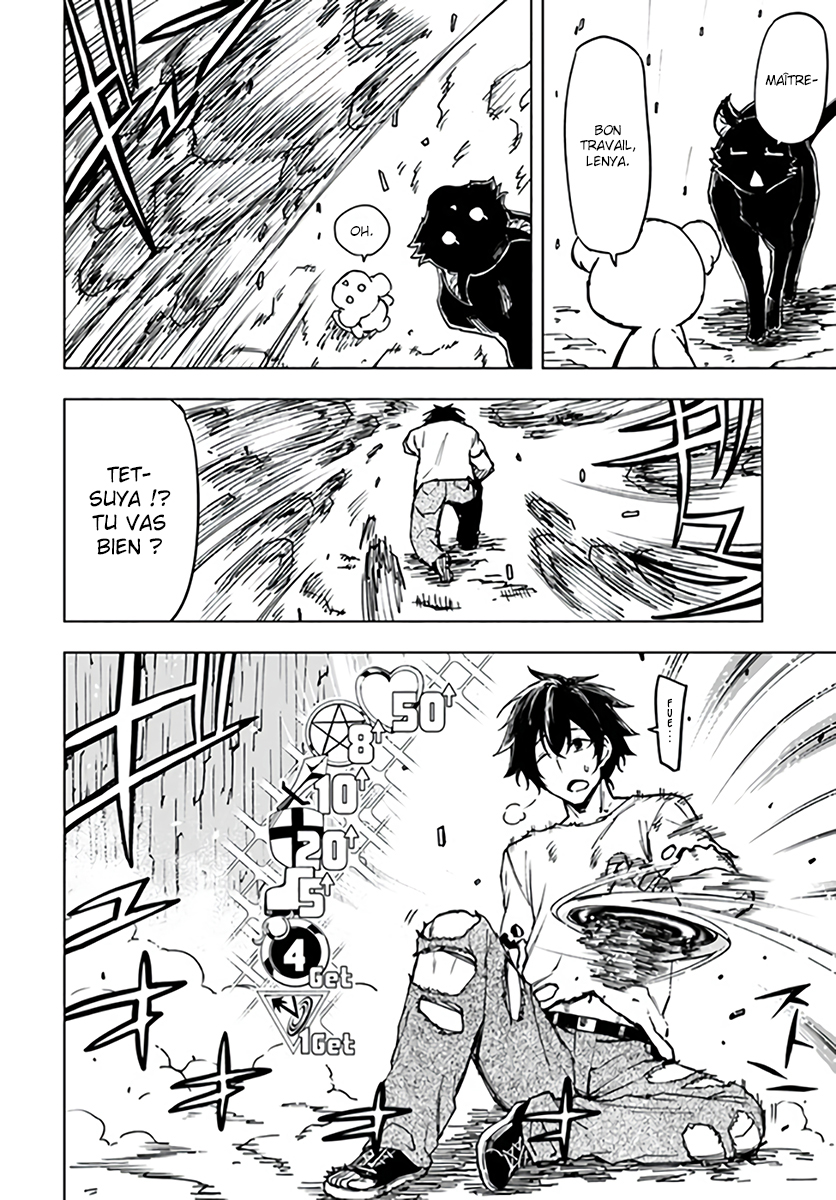 MAÎTRE-
BON
TRAVAIL,
LENYA.
OH.
TET-
SUYA !?
TU VAS
BIEN ?
FUE...
50↑
8↑
10↑
20↑
5↑
4
Get
1Get